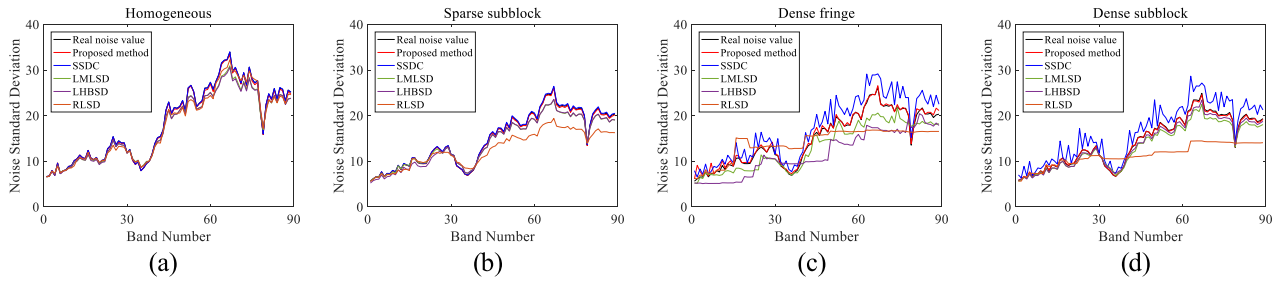 Homogeneous
Noise Standard Deviation
40
30
20
10
0
Real noise value
Proposed method
SSDC
LMLSD
LHBSD
RLSD
0 30 60 90
Band Number
(a)
Sparse subblock
Noise Standard Deviation
40
30
20
10
0
Real noise value
Proposed method
SSDC
LMLSD
LHBSD
RLSD
0 30 60 90
Band Number
(b)
Dense fringe
Noise Standard Deviation
40
30
20
10
0
Real noise value
Proposed method
SSDC
LMLSD
LHBSD
RLSD
0 30 60 90
Band Number
(c)
Dense subblock
Noise Standard Deviation
40
30
20
10
0
Real noise value
Proposed method
SSDC
LMLSD
LHBSD
RLSD
0 30 60 90
Band Number
(d)